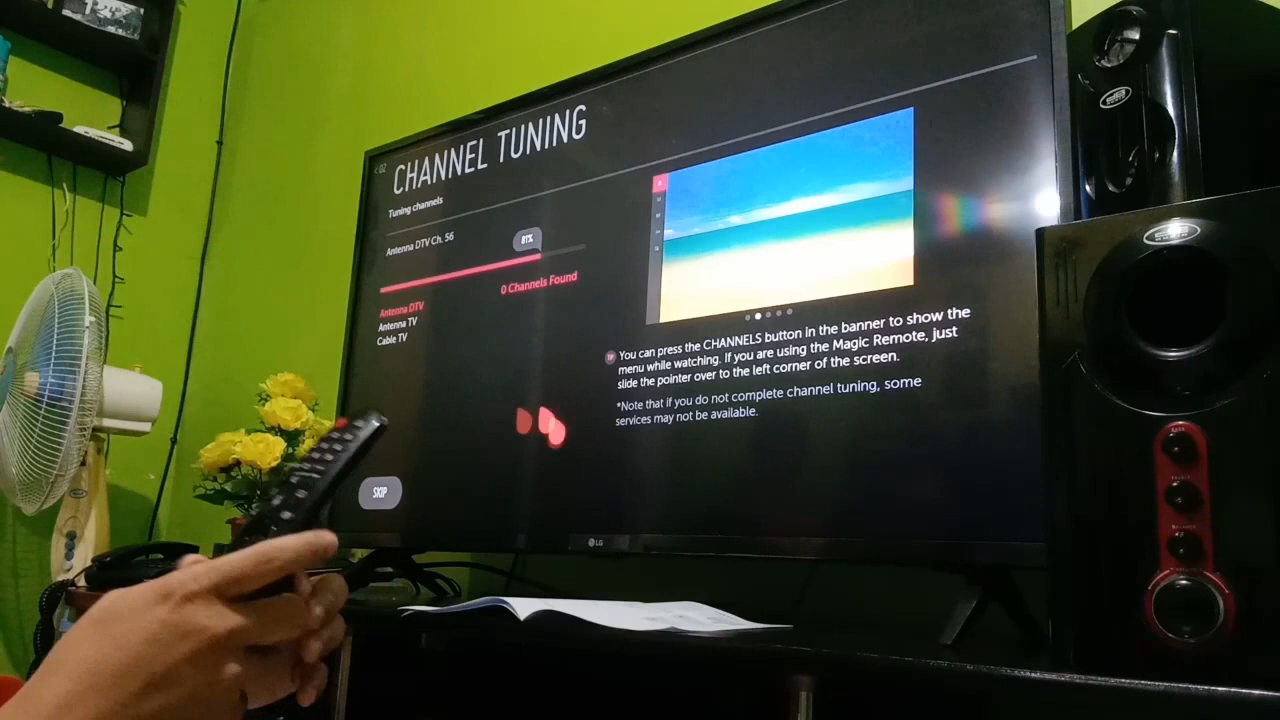 < 02
CHANNEL TUNING
Tuning channels
Antenna DTV Ch. 56
81%
0 Channels Found
Antenna DTV
Antenna TV
Cable TV
TIP
You can press the CHANNELS button in the banner to show the
menu while watching. If you are using the Magic Remote, just
slide the pointer over to the left corner of the screen.
*Note that if you do not complete channel tuning, some
services may not be available.
SKIP
LG